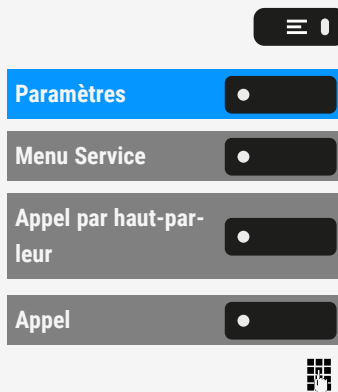 Paramètres
Menu Service
Appel par haut-par-
leur
Appel